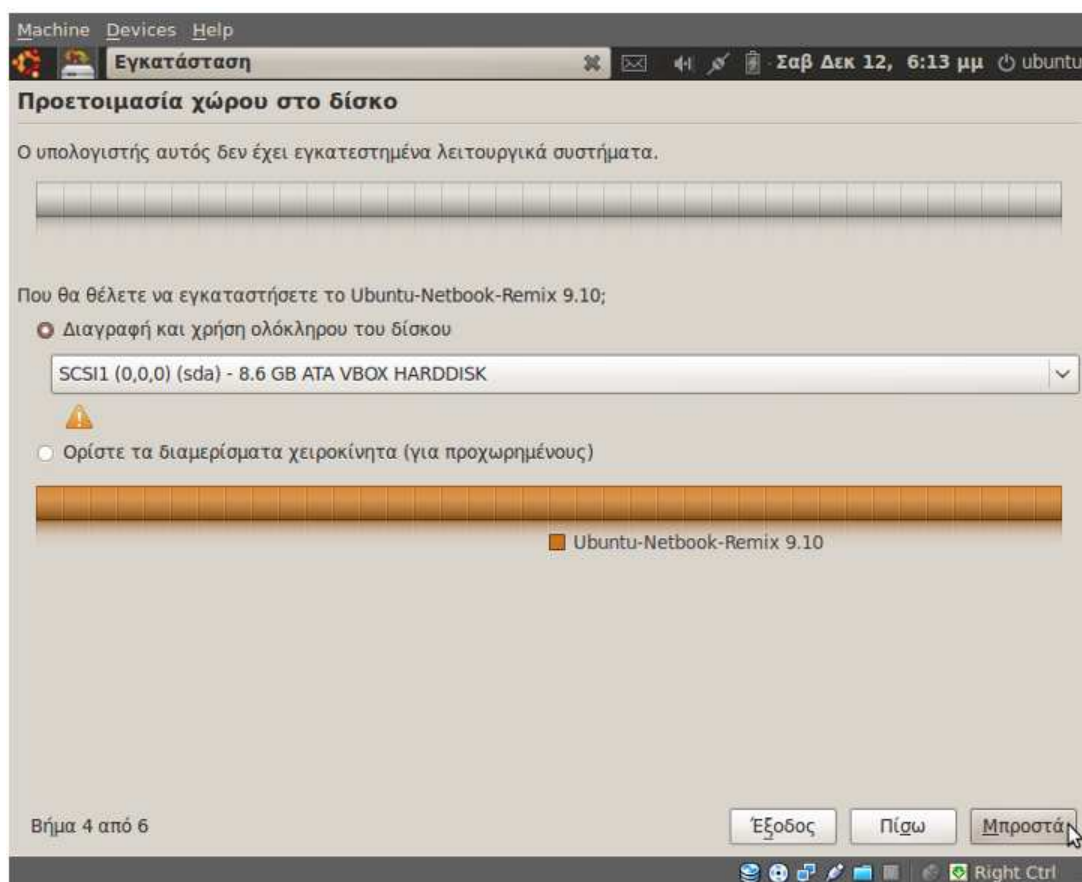 Machine Devices Help
Εγκατάσταση Σαβ Δεκ 12, 6:13 μμ ubuntu
Προετοιμασία χώρου στο δίσκο
Ο υπολογιστής αυτός δεν έχει εγκατεστημένα λειτουργικά συστήματα.
Που θα θέλετε να εγκαταστήσετε το Ubuntu-Netbook-Remix 9.10;
Διαγραφή και χρήση ολόκληρου του δίσκου
SCSI1 (0,0,0) (sda) - 8.6 GB ATA VBOX HARDDISK
Ορίστε τα διαμερίσματα χειροκίνητα (για προχωρημένους)
Ubuntu-Netbook-Remix 9.10
Βήμα 4 από 6 Έξοδος Πίσω Μπροστά
Right Ctrl